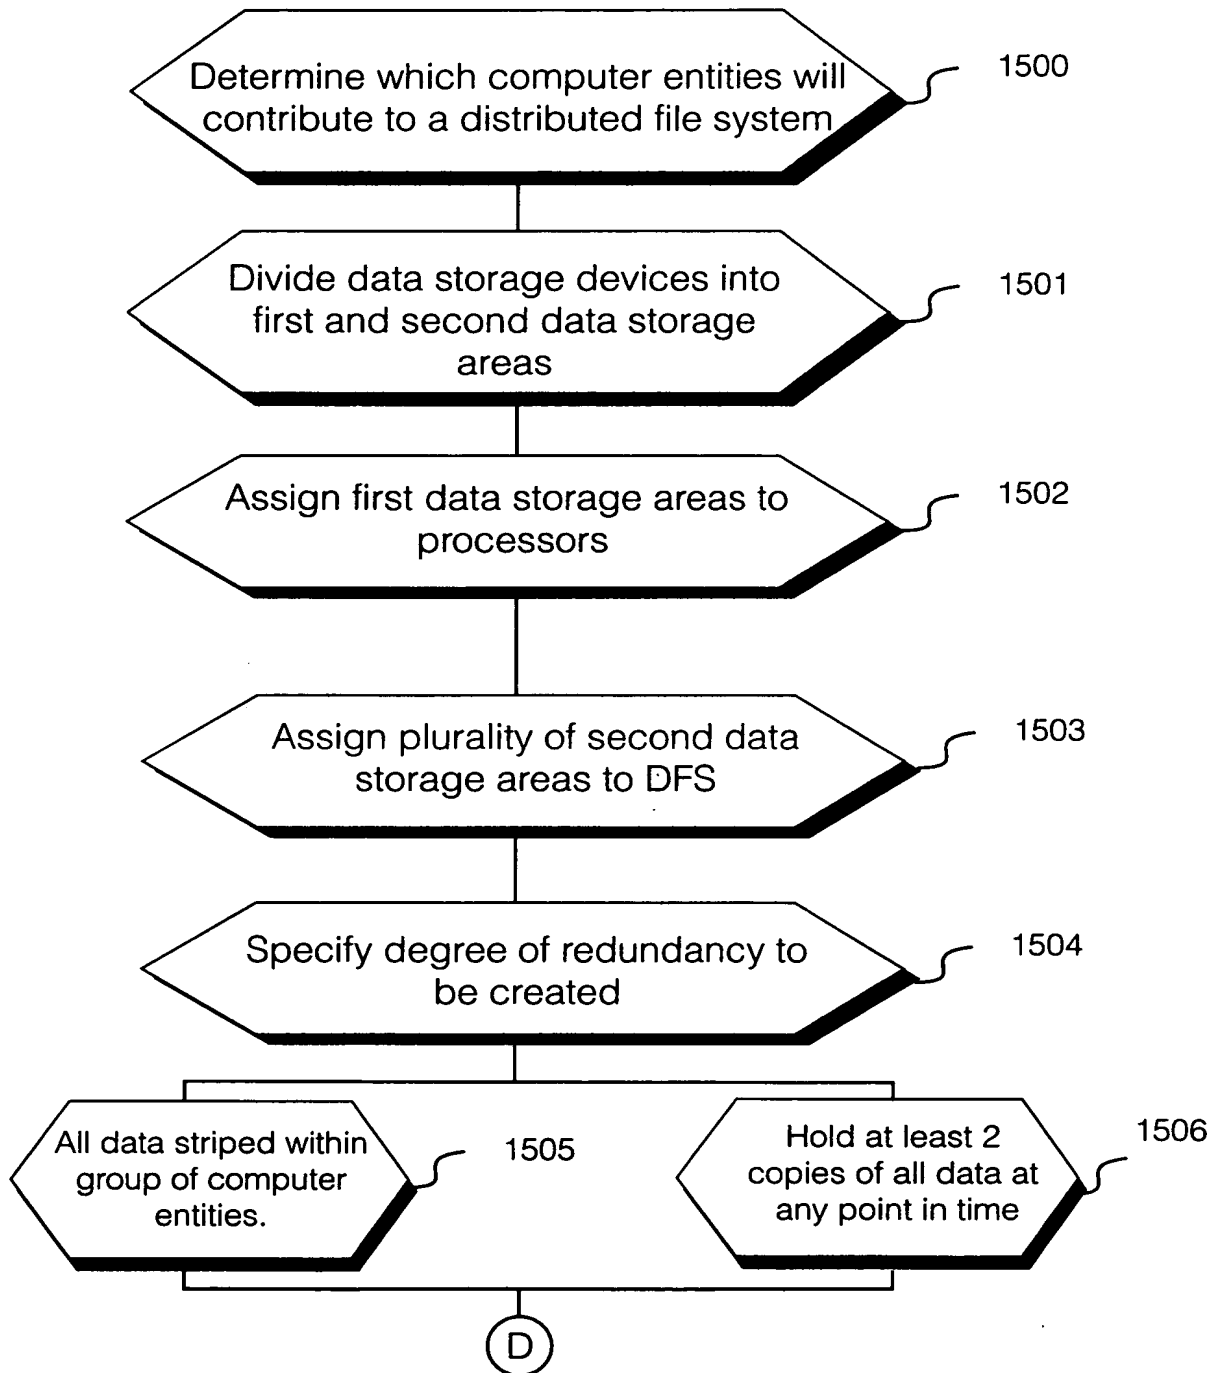 Determine which computer entities will
contribute to a distributed file system
1500
Divide data storage devices into
first and second data storage
areas
1501
Assign first data storage areas to
processors
1502
Assign plurality of second data
storage areas to DFS
1503
Specify degree of redundancy to
be created
1504
All data striped within
group of computer
entities.
1505
Hold at least 2
copies of all data at
any point in time
1506
D